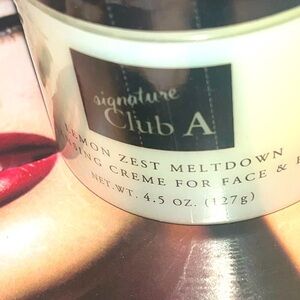 signature
Club A
LEMON ZEST MELTDOWN
CREME FOR FACE &
NET.WT. 4.5 OZ. (127g)